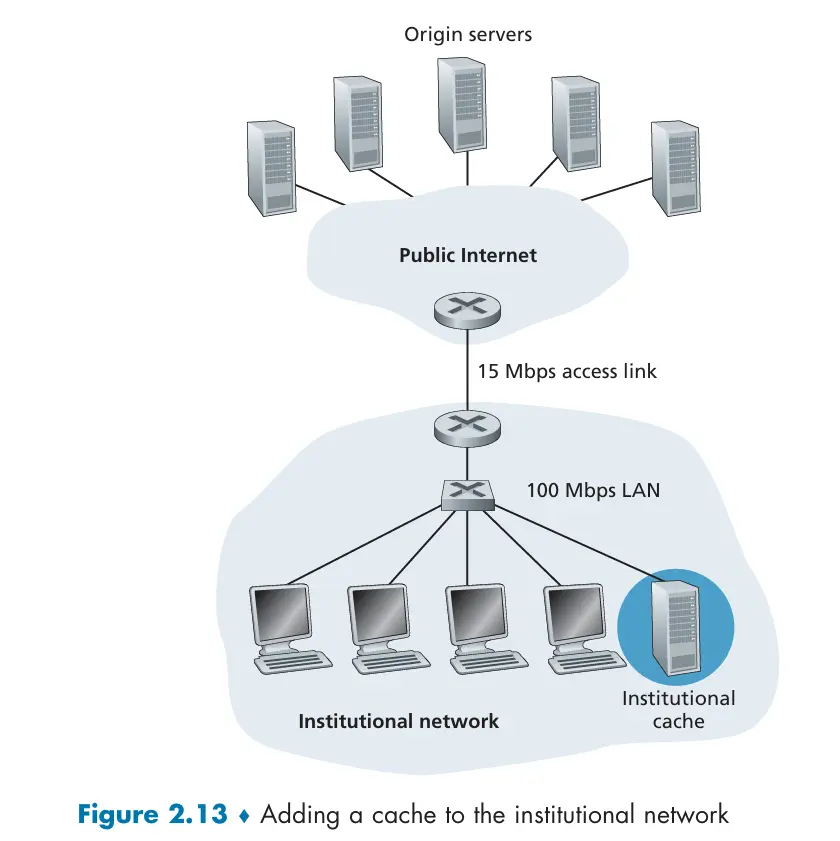 Origin servers
Public Internet
15 Mbps access link
100 Mbps LAN
Institutional network
Institutional
cache
Figure 2.13 ♦ Adding a cache to the institutional network